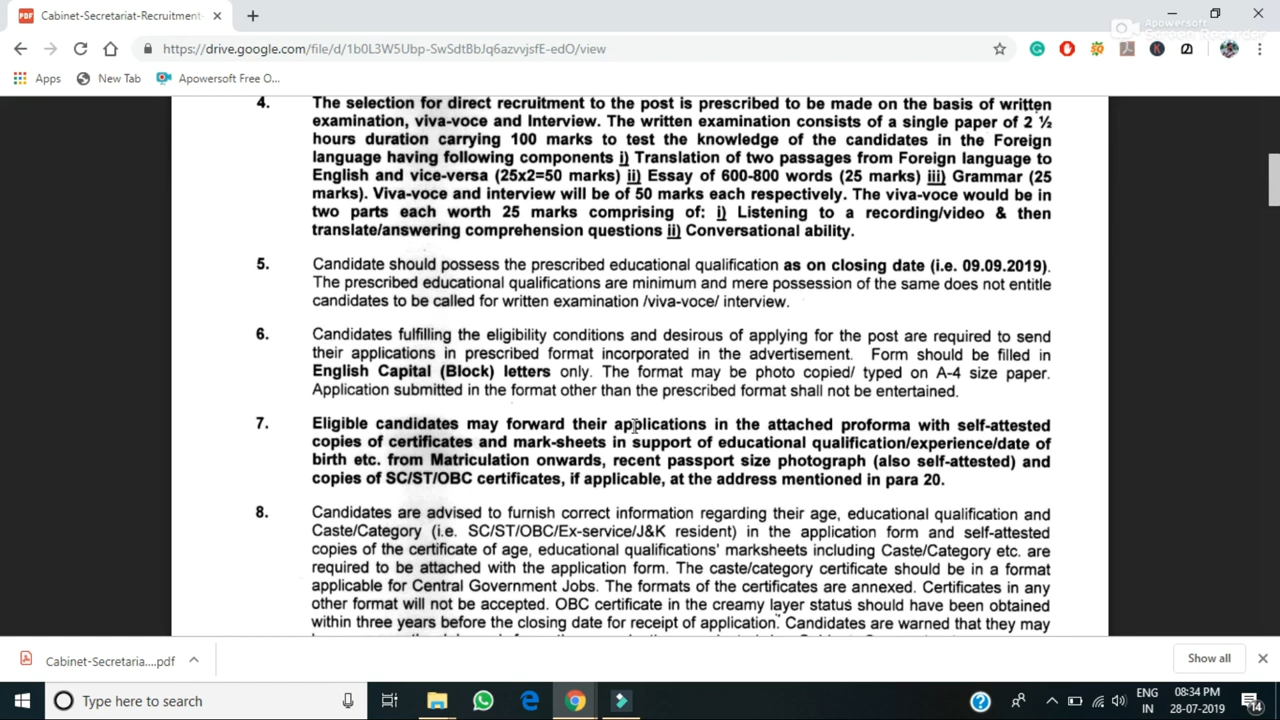 Cabinet-Secretariat-Recruitment-
Apowersoft
Screen Recorder
https://drive.google.com/file/d/1b0L3W5Ubp-SwSdtBbJq6azvvjsfE-edO/view
Apps
New Tab
Apowersoft Free O...
4. The selection for direct recruitment to the post is prescribed to be made on the basis of written
examination, viva-voce and Interview. The written examination consists of a single paper of 2 ½
hours duration carrying 100 marks to test the knowledge of the candidates in the Foreign
language having following components i) Translation of two passages from Foreign language to
English and vice-versa (25x2=50 marks) ii) Essay of 600-800 words (25 marks) iii) Grammar (25
marks). Viva-voce and interview will be of 50 marks each respectively. The viva-voce would be in
two parts each worth 25 marks comprising of: i) Listening to a recording/video & then
translate/answering comprehension questions ii) Conversational ability.
5. Candidate should possess the prescribed educational qualification as on closing date (i.e. 09.09.2019).
The prescribed educational qualifications are minimum and mere possession of the same does not entitle
candidates to be called for written examination /viva-voce/ interview.
6. Candidates fulfilling the eligibility conditions and desirous of applying for the post are required to send
their applications in prescribed format incorporated in the advertisement. Form should be filled in
English Capital (Block) letters only. The format may be photo copied/ typed on A-4 size paper.
Application submitted in the format other than the prescribed format shall not be entertained.
7. Eligible candidates may forward their applications in the attached proforma with self-attested
copies of certificates and mark-sheets in support of educational qualification/experience/date of
birth etc. from Matriculation onwards, recent passport size photograph (also self-attested) and
copies of SC/ST/OBC certificates, if applicable, at the address mentioned in para 20.
8. Candidates are advised to furnish correct information regarding their age, educational qualification and
Caste/Category (i.e. SC/ST/OBC/Ex-service/J&K resident) in the application form and self-attested
copies of the certificate of age, educational qualifications' marksheets including Caste/Category etc. are
required to be attached with the application form. The caste/category certificate should be in a format
applicable for Central Government Jobs. The formats of the certificates are annexed. Certificates in any
other format will not be accepted. OBC certificate in the creamy layer status should have been obtained
within three years before the closing date for receipt of application. Candidates are warned that they may
Cabinet-Secretaria....pdf
Show all
Type here to search
ENG
IN
08:34 PM
28-07-2019
14